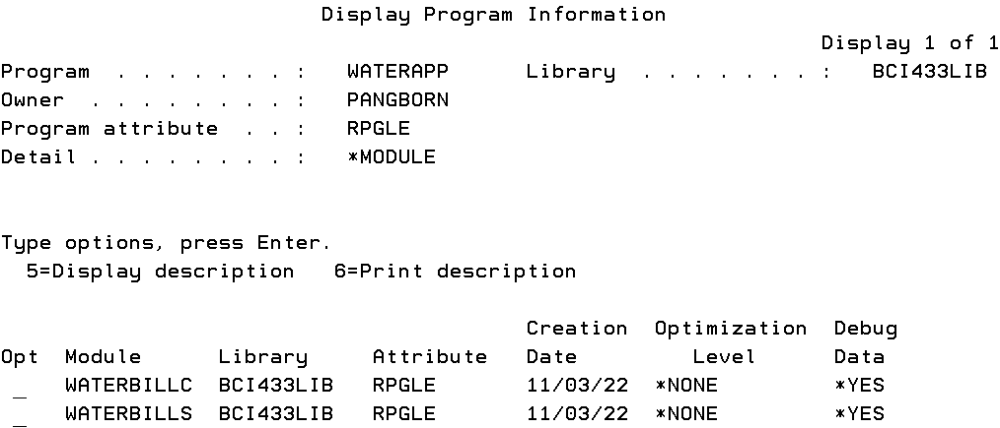 Display Program Information
Display 1 of 1
Program . . . . . . . : WATERAPP Library . . . . . . . : BCI433LIB
Owner . . . . . . . . : PANGBORN
Program attribute . . : RPGLE
Detail . . . . . . . . : *MODULE
Type options, press Enter.
5=Display description 6=Print description
Creation Optimization Debug
Opt Module Library Attribute Date Level Data
_ WATERBILLC BCI433LIB RPGLE 11/03/22 *NONE *YES
_ WATERBILLS BCI433LIB RPGLE 11/03/22 *NONE *YES